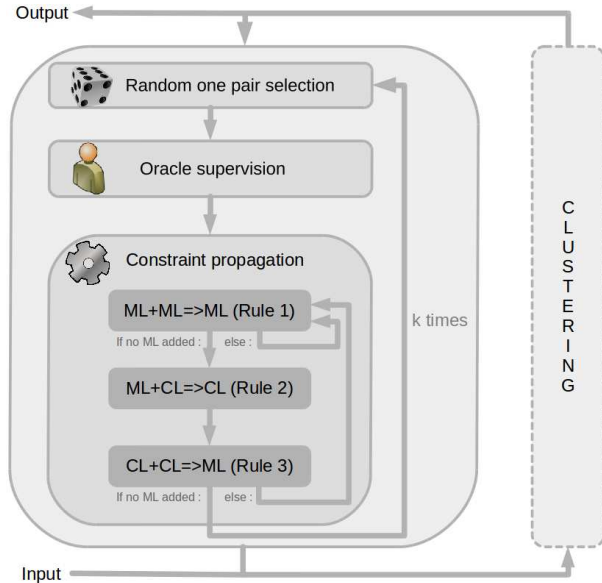 Output
Random one pair selection
Oracle supervision
Constraint propagation
ML+ML=>ML (Rule 1)
If no ML added : else :
ML+CL=>CL (Rule 2)
CL+CL=>ML (Rule 3)
If no ML added : else :
k times
CLUSTERING
Input